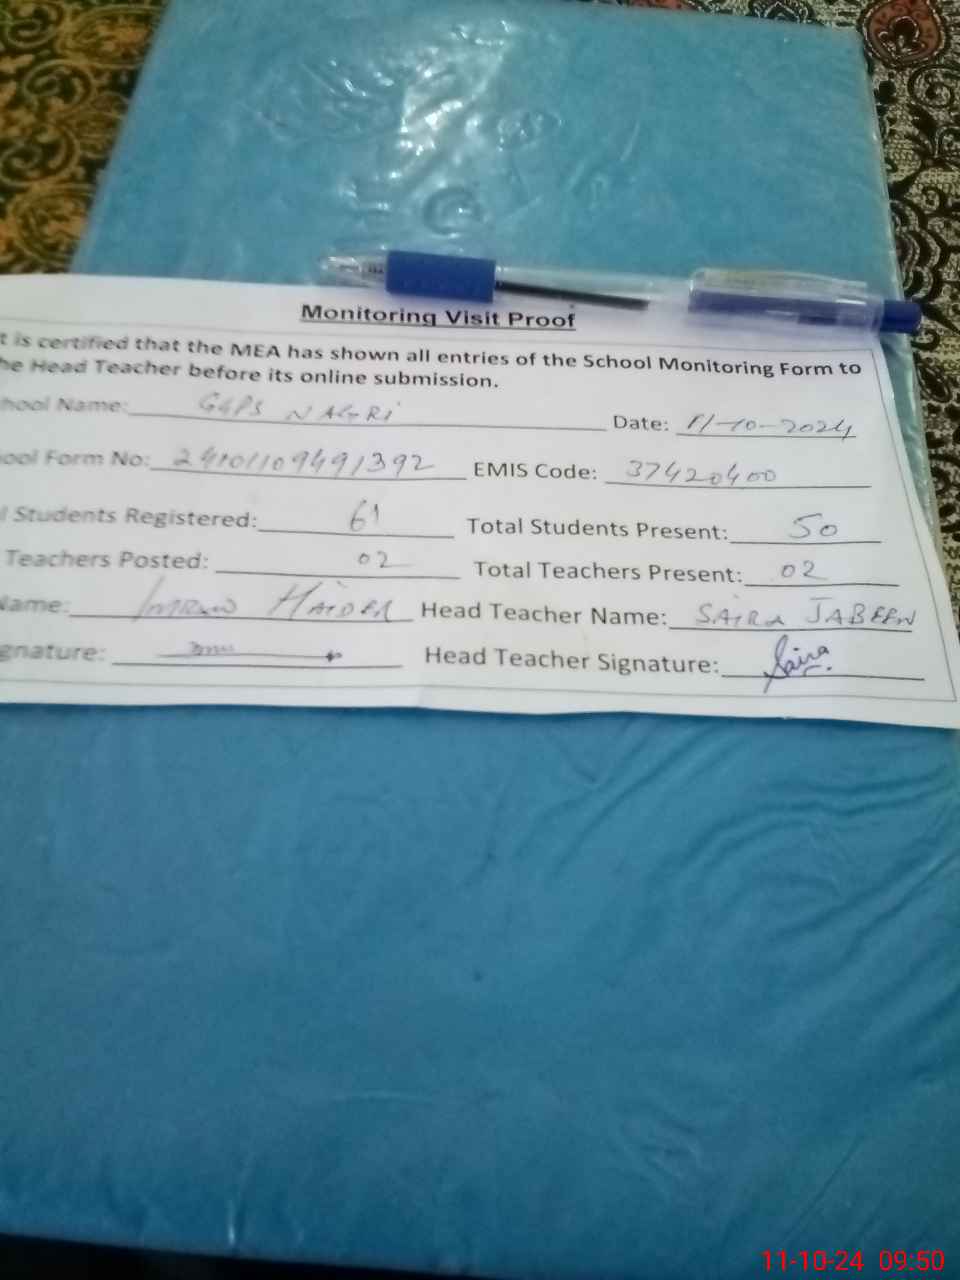 Monitoring Visit Proof
t is certified that the MEA has shown all entries of the School Monitoring Form to
he Head Teacher before its online submission.
hool Name: GGPS NAGRI Date: 11-10-2024
ool Form No: 24101109491392 EMIS Code: 37420400
l Students Registered: 61 Total Students Present: 50
Teachers Posted: 02 Total Teachers Present: 02
Name: IMRAN HAIDER Head Teacher Name: SAIRA JABEEN
gnature: Head Teacher Signature: Saira
11-10-24 09:50